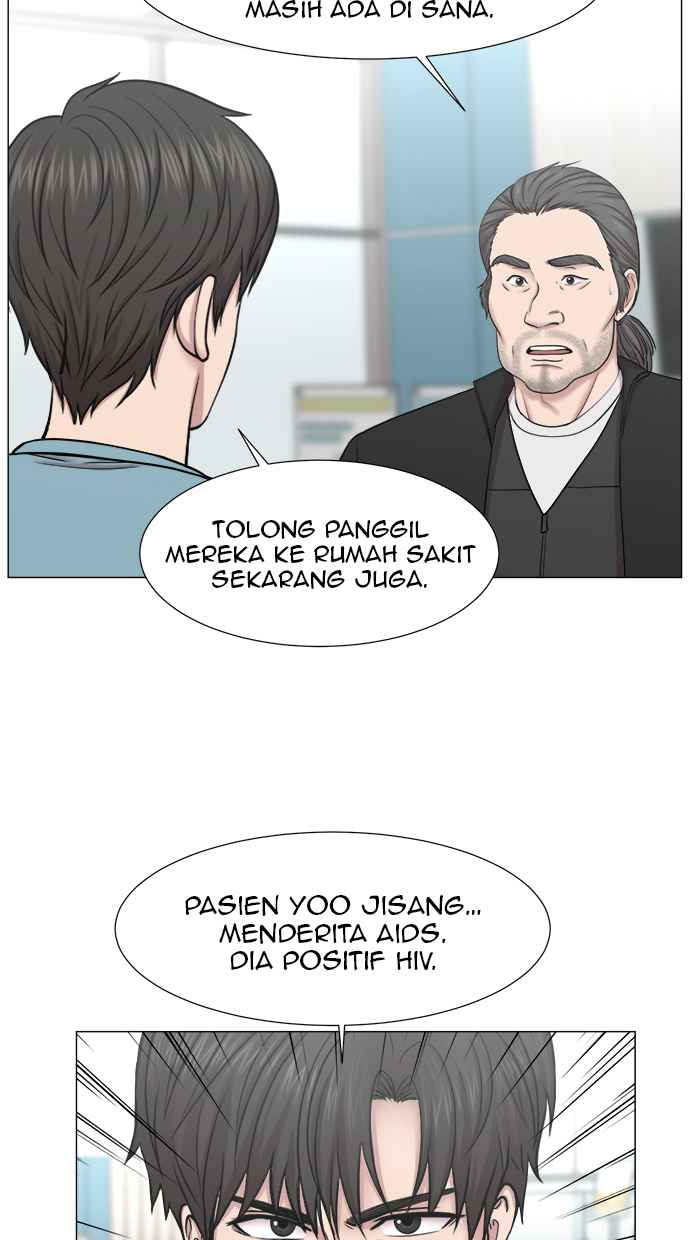 MASIH ADA DI SANA.
TOLONG PANGGIL
MEREKA KE RUMAH SAKIT
SEKARANG JUGA.
PASIEN YOO JISANG...
MENDERITA AIDS.
DIA POSITIF HIV.